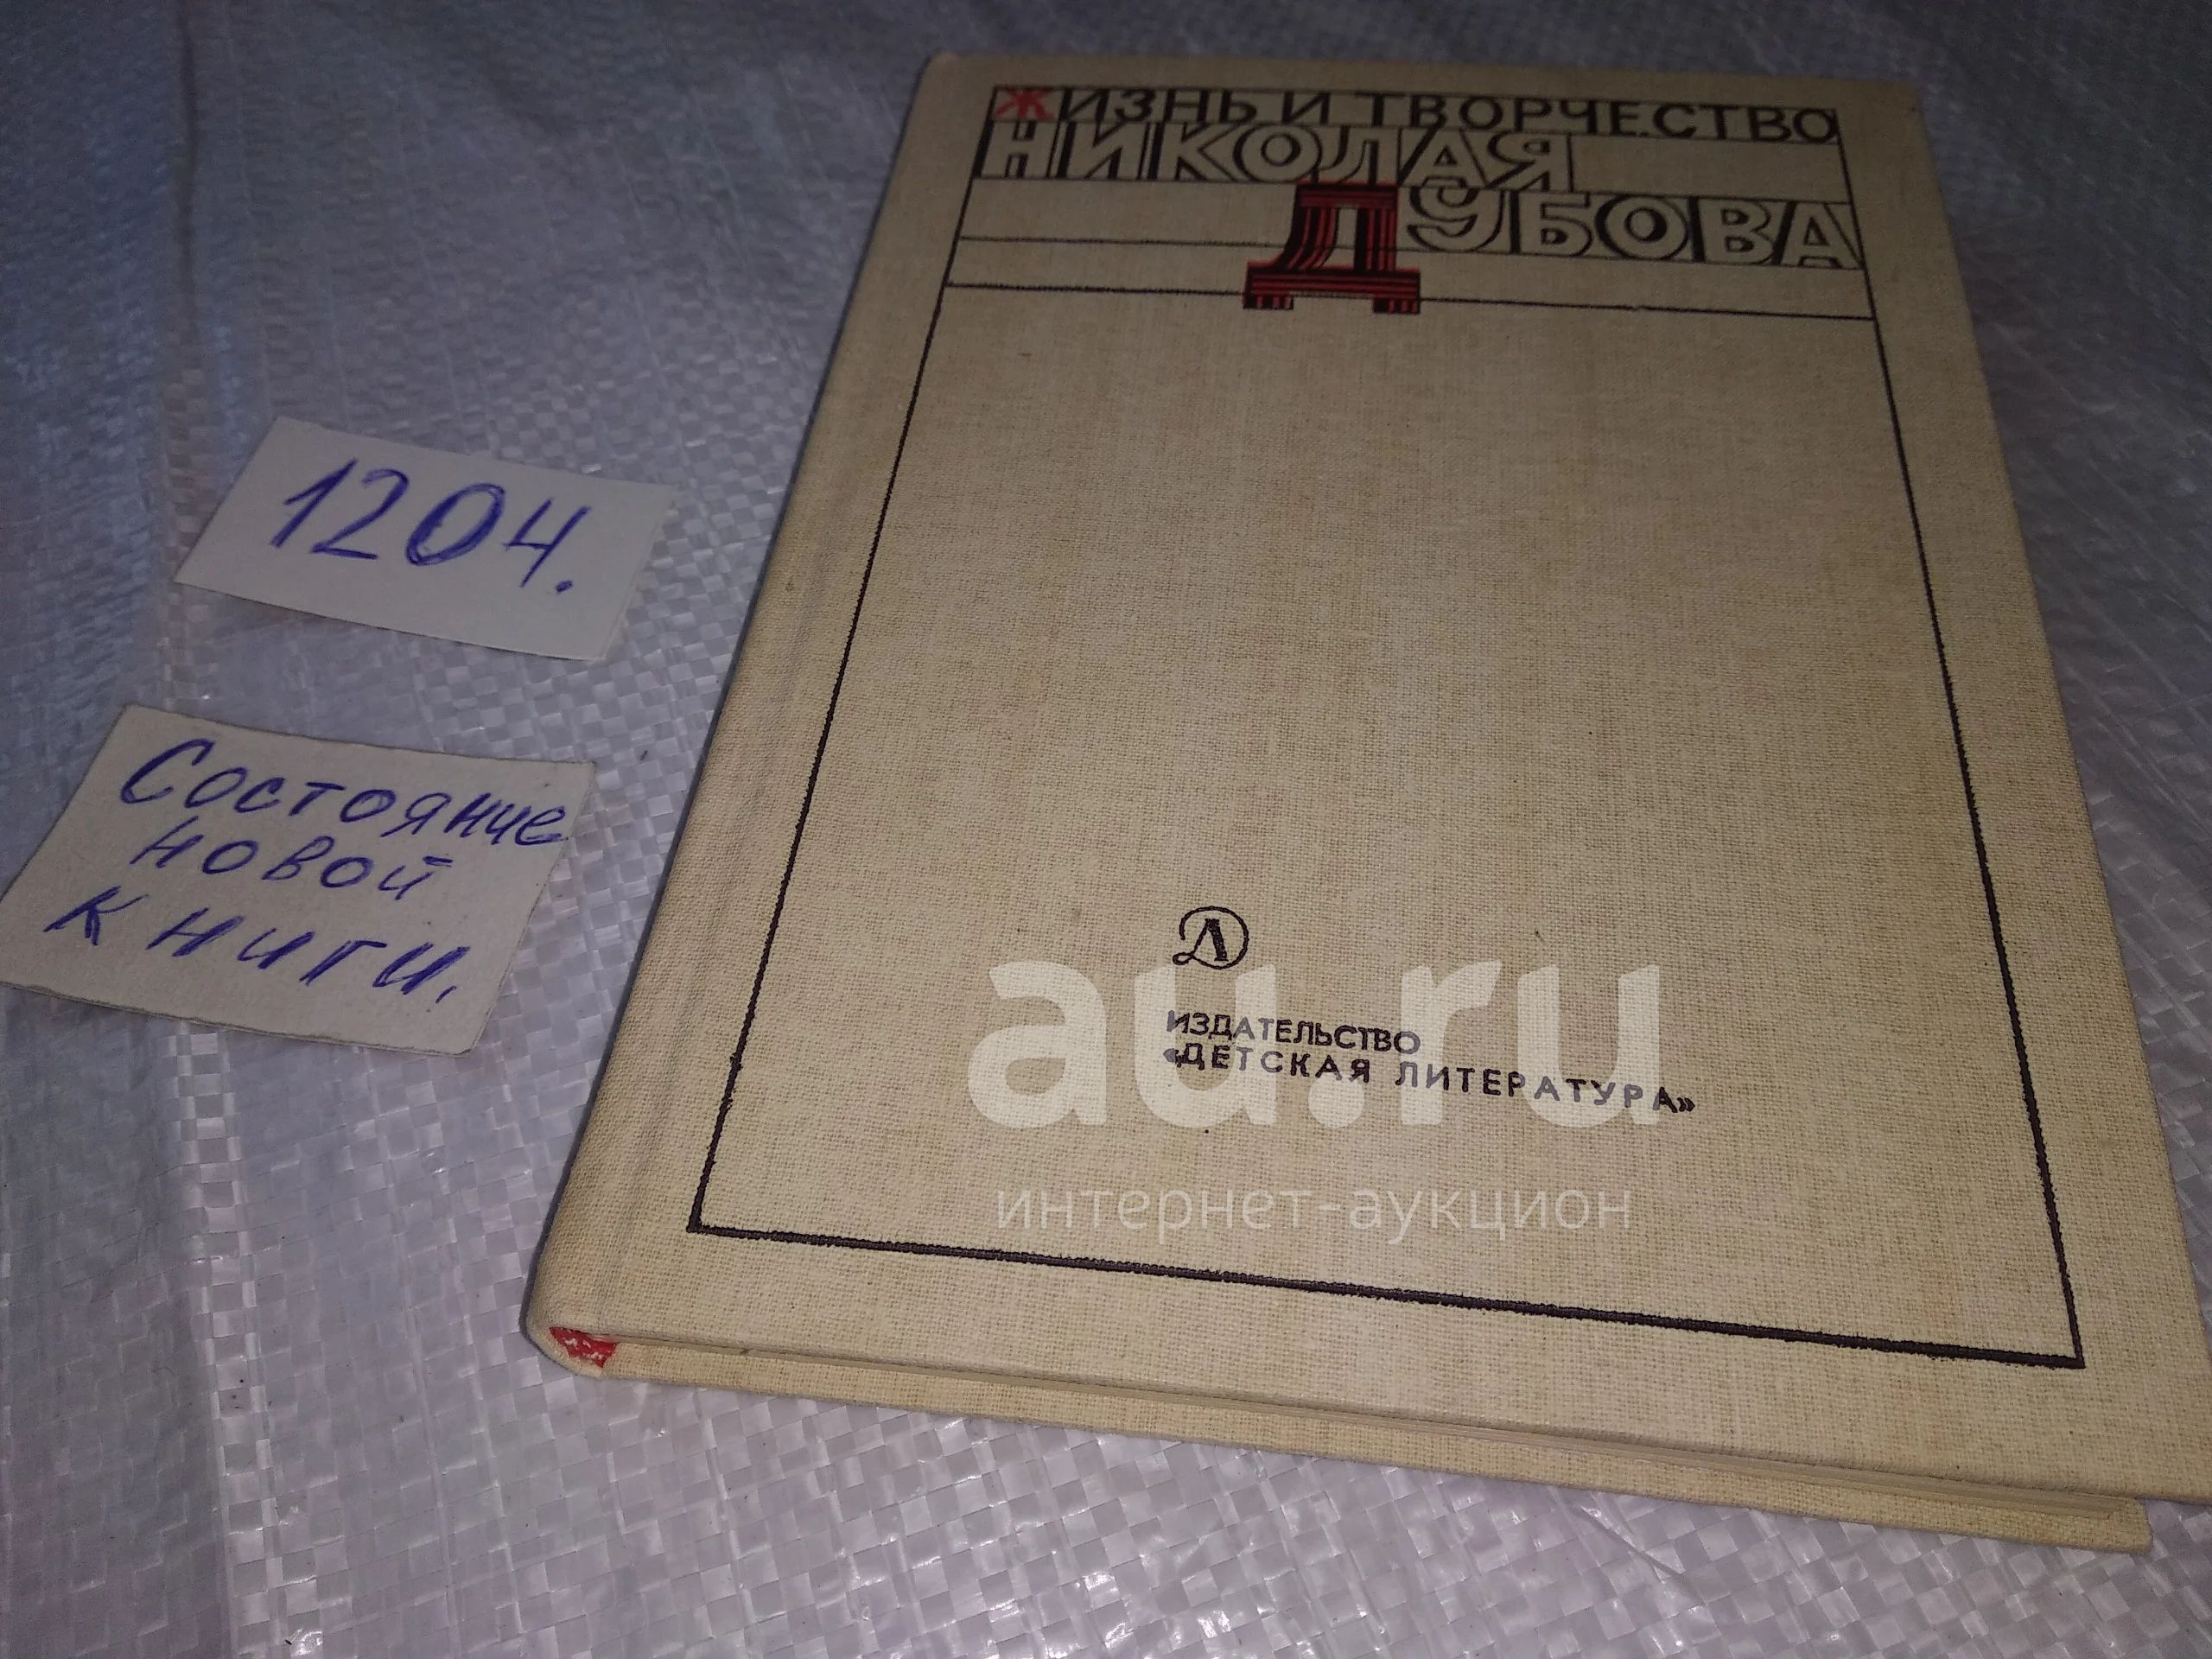 ЖИЗНЬ И ТВОРЧЕСТВО
НИКОЛАЯ
ДУБОВА
1204.
Состояние
новой
книги.
Д
au.ru
ИЗДАТЕЛЬСТВО
«ДЕТСКАЯ ЛИТЕРАТУРА»
интернет-аукцион